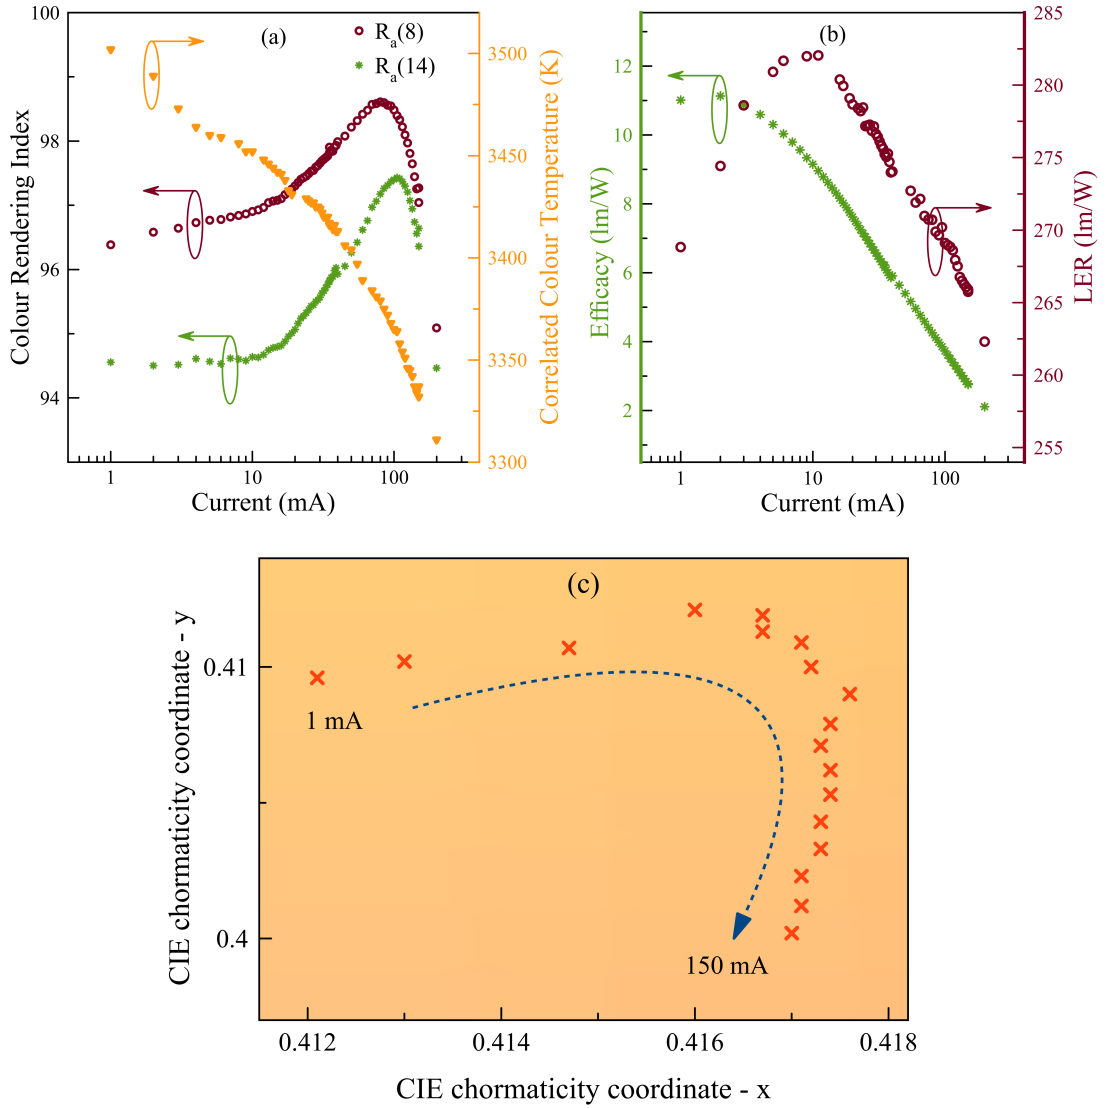 (a)
R_a(8)
R_a(14)
100
98
96
94
Colour Rendering Index
3500
3450
3400
3350
3300
Correlated Colour Temperature (K)
1
10
100
Current (mA)
(b)
12
10
8
6
4
2
Efficacy (lm/W)
285
280
275
270
265
260
255
LER (lm/W)
1
10
100
Current (mA)
(c)
0.41
0.4
CIE chormaticity coordinate - y
1 mA
150 mA
0.412
0.414
0.416
0.418
CIE chormaticity coordinate - x